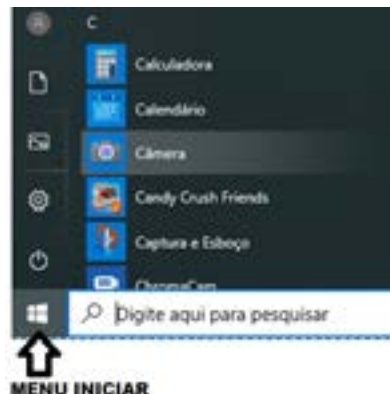 C
Calculadora
Calendário
Câmera
Candy Crush Friends
Captura e Esboço
ChromaCam
Digite aqui para pesquisar
MENU INICIAR